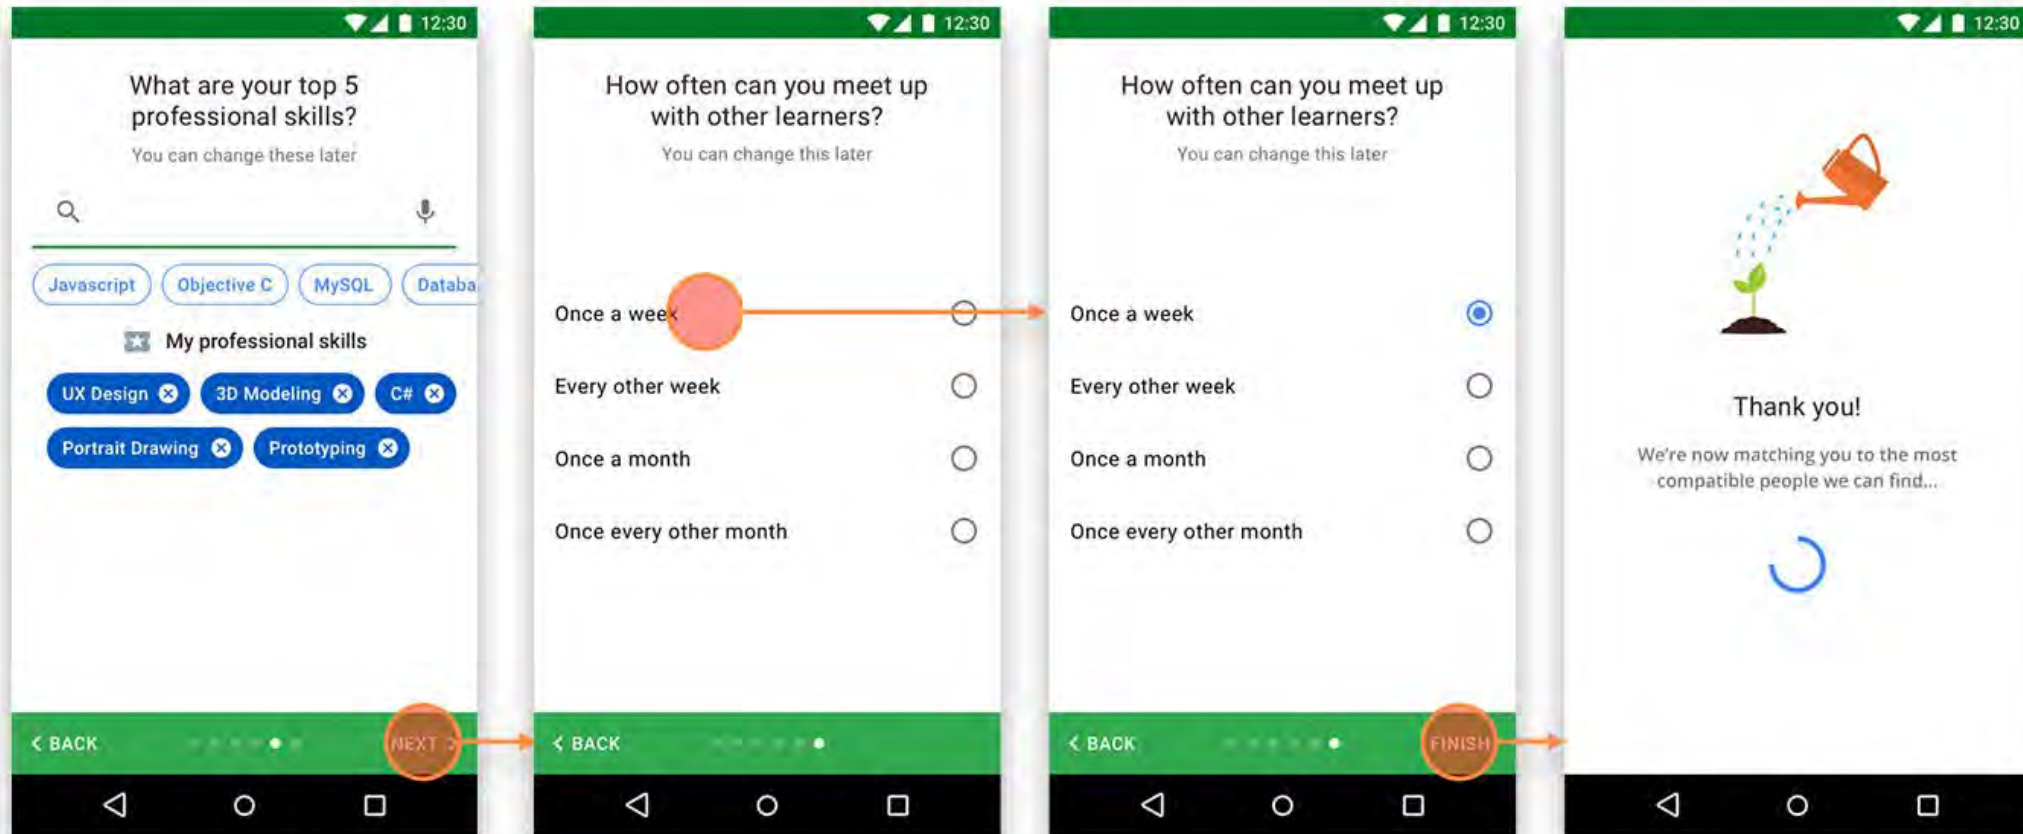 12:30
What are your top 5
professional skills?
You can change these later
Javascript
Objective C
MySQL
Databa
My professional skills
UX Design
3D Modeling
C#
Portrait Drawing
Prototyping
< BACK
NEXT >
12:30
How often can you meet up
with other learners?
You can change this later
Once a week
Every other week
Once a month
Once every other month
< BACK
12:30
How often can you meet up
with other learners?
You can change this later
Once a week
Every other week
Once a month
Once every other month
< BACK
FINISH
12:30
Thank you!
We're now matching you to the most
compatible people we can find...